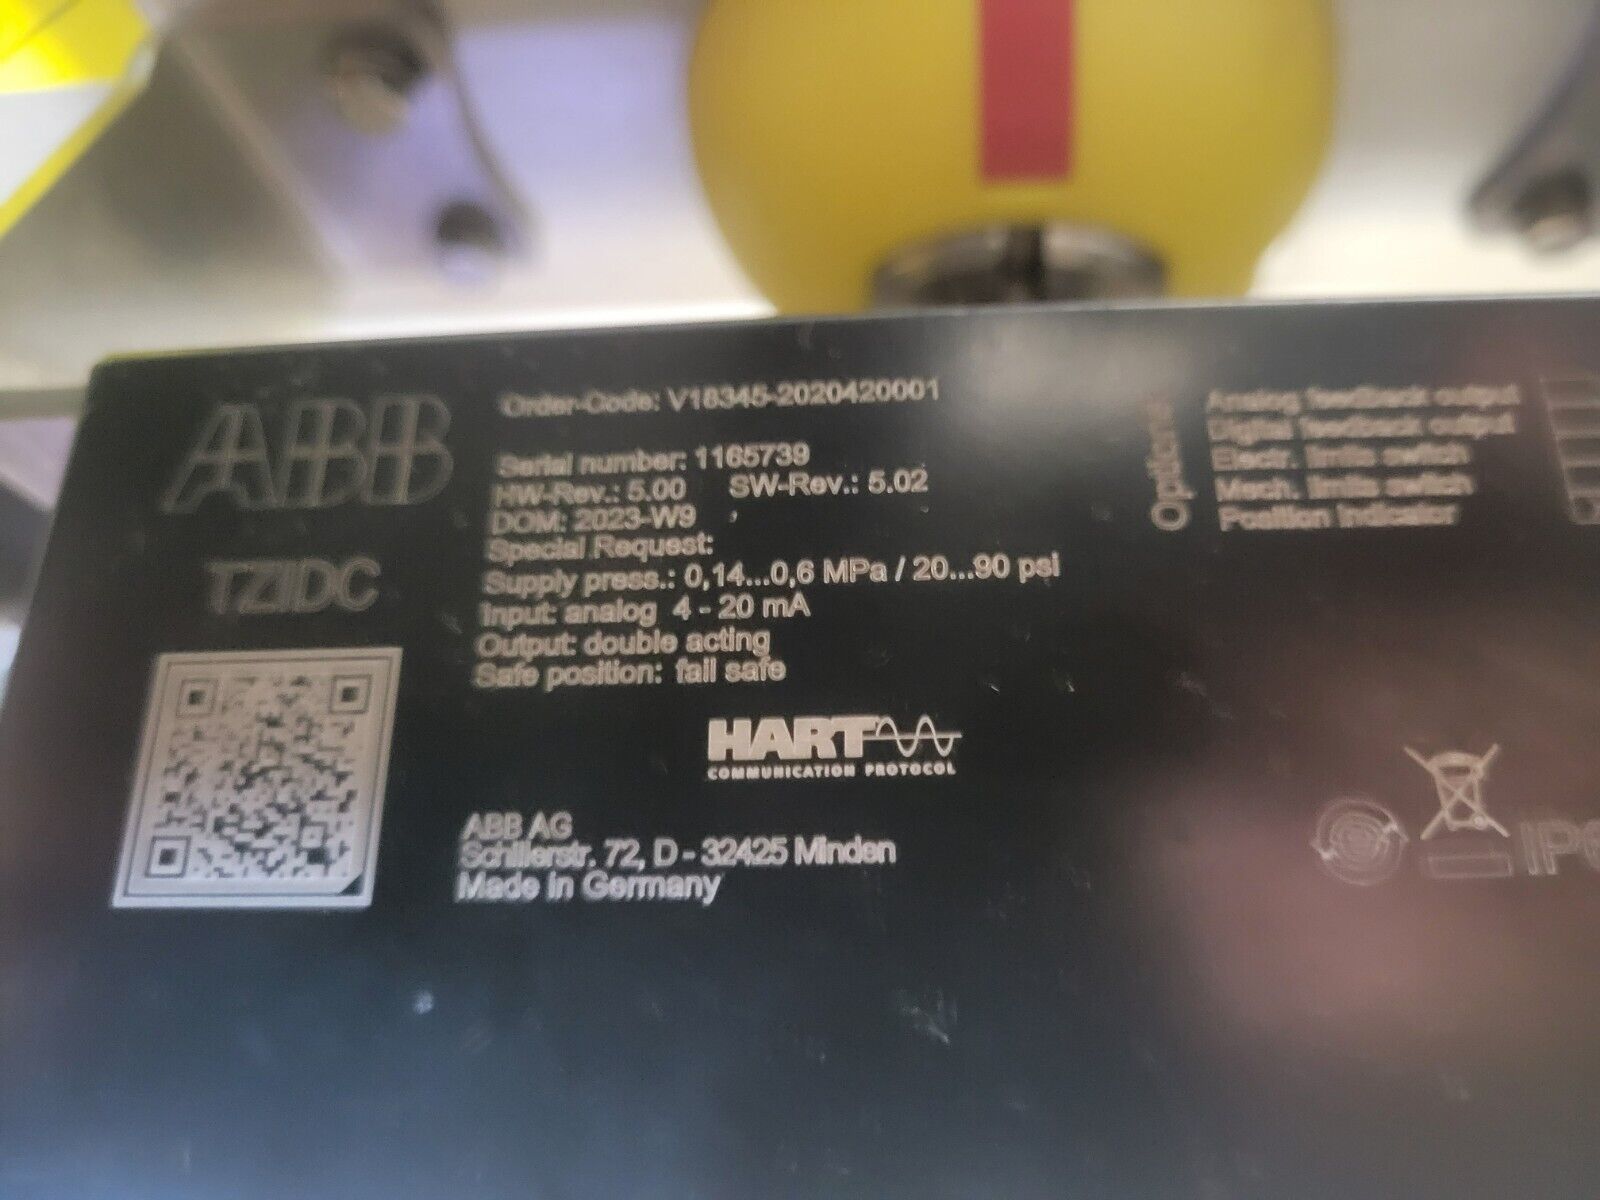 ABB
TZIDC
Order-Code: V18345-2020420001
Serial number: 1165739
HW-Rev.: 5.00 SW-Rev.: 5.02
DOM: 2023-W9
Special Request:
Supply press.: 0,14...0,6 MPa / 20...90 psi
Input: analog 4 - 20 mA
Output: double acting
Safe position: fail safe
HART
COMMUNICATION PROTOCOL
ABB AG
Schillerstr. 72, D - 32425 Minden
Made in Germany
Options
Analog feedback output
Digital feedback output
Electr. limits switch
Mech. limits switch
Position indicator